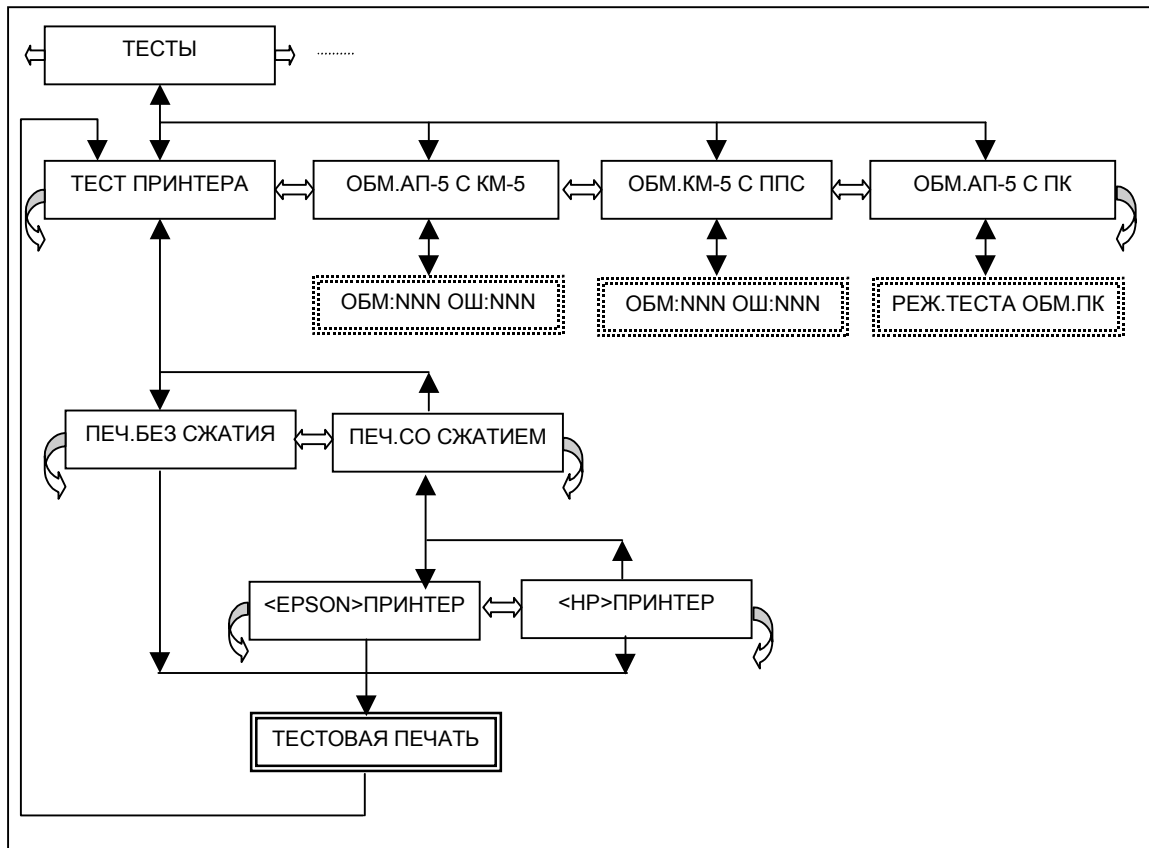 ТЕСТЫ
..........
ТЕСТ ПРИНТЕРА
ОБМ.АП-5 С КМ-5
ОБМ.КМ-5 С ППС
ОБМ.АП-5 С ПК
ОБМ:NNN ОШ:NNN
ОБМ:NNN ОШ:NNN
РЕЖ.ТЕСТА ОБМ.ПК
ПЕЧ.БЕЗ СЖАТИЯ
ПЕЧ.СО СЖАТИЕМ
<EPSON>ПРИНТЕР
<HP>ПРИНТЕР
ТЕСТОВАЯ ПЕЧАТЬ